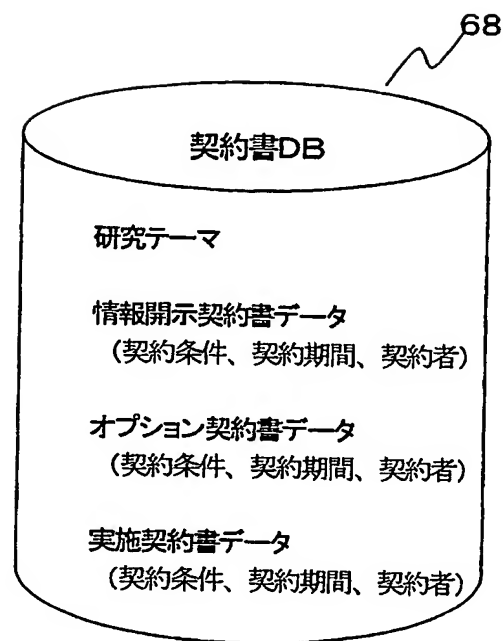 68
契約書DB
研究テーマ
情報開示契約書データ
（契約条件、契約期間、契約者）
オプション契約書データ
（契約条件、契約期間、契約者）
実施契約書データ
（契約条件、契約期間、契約者）